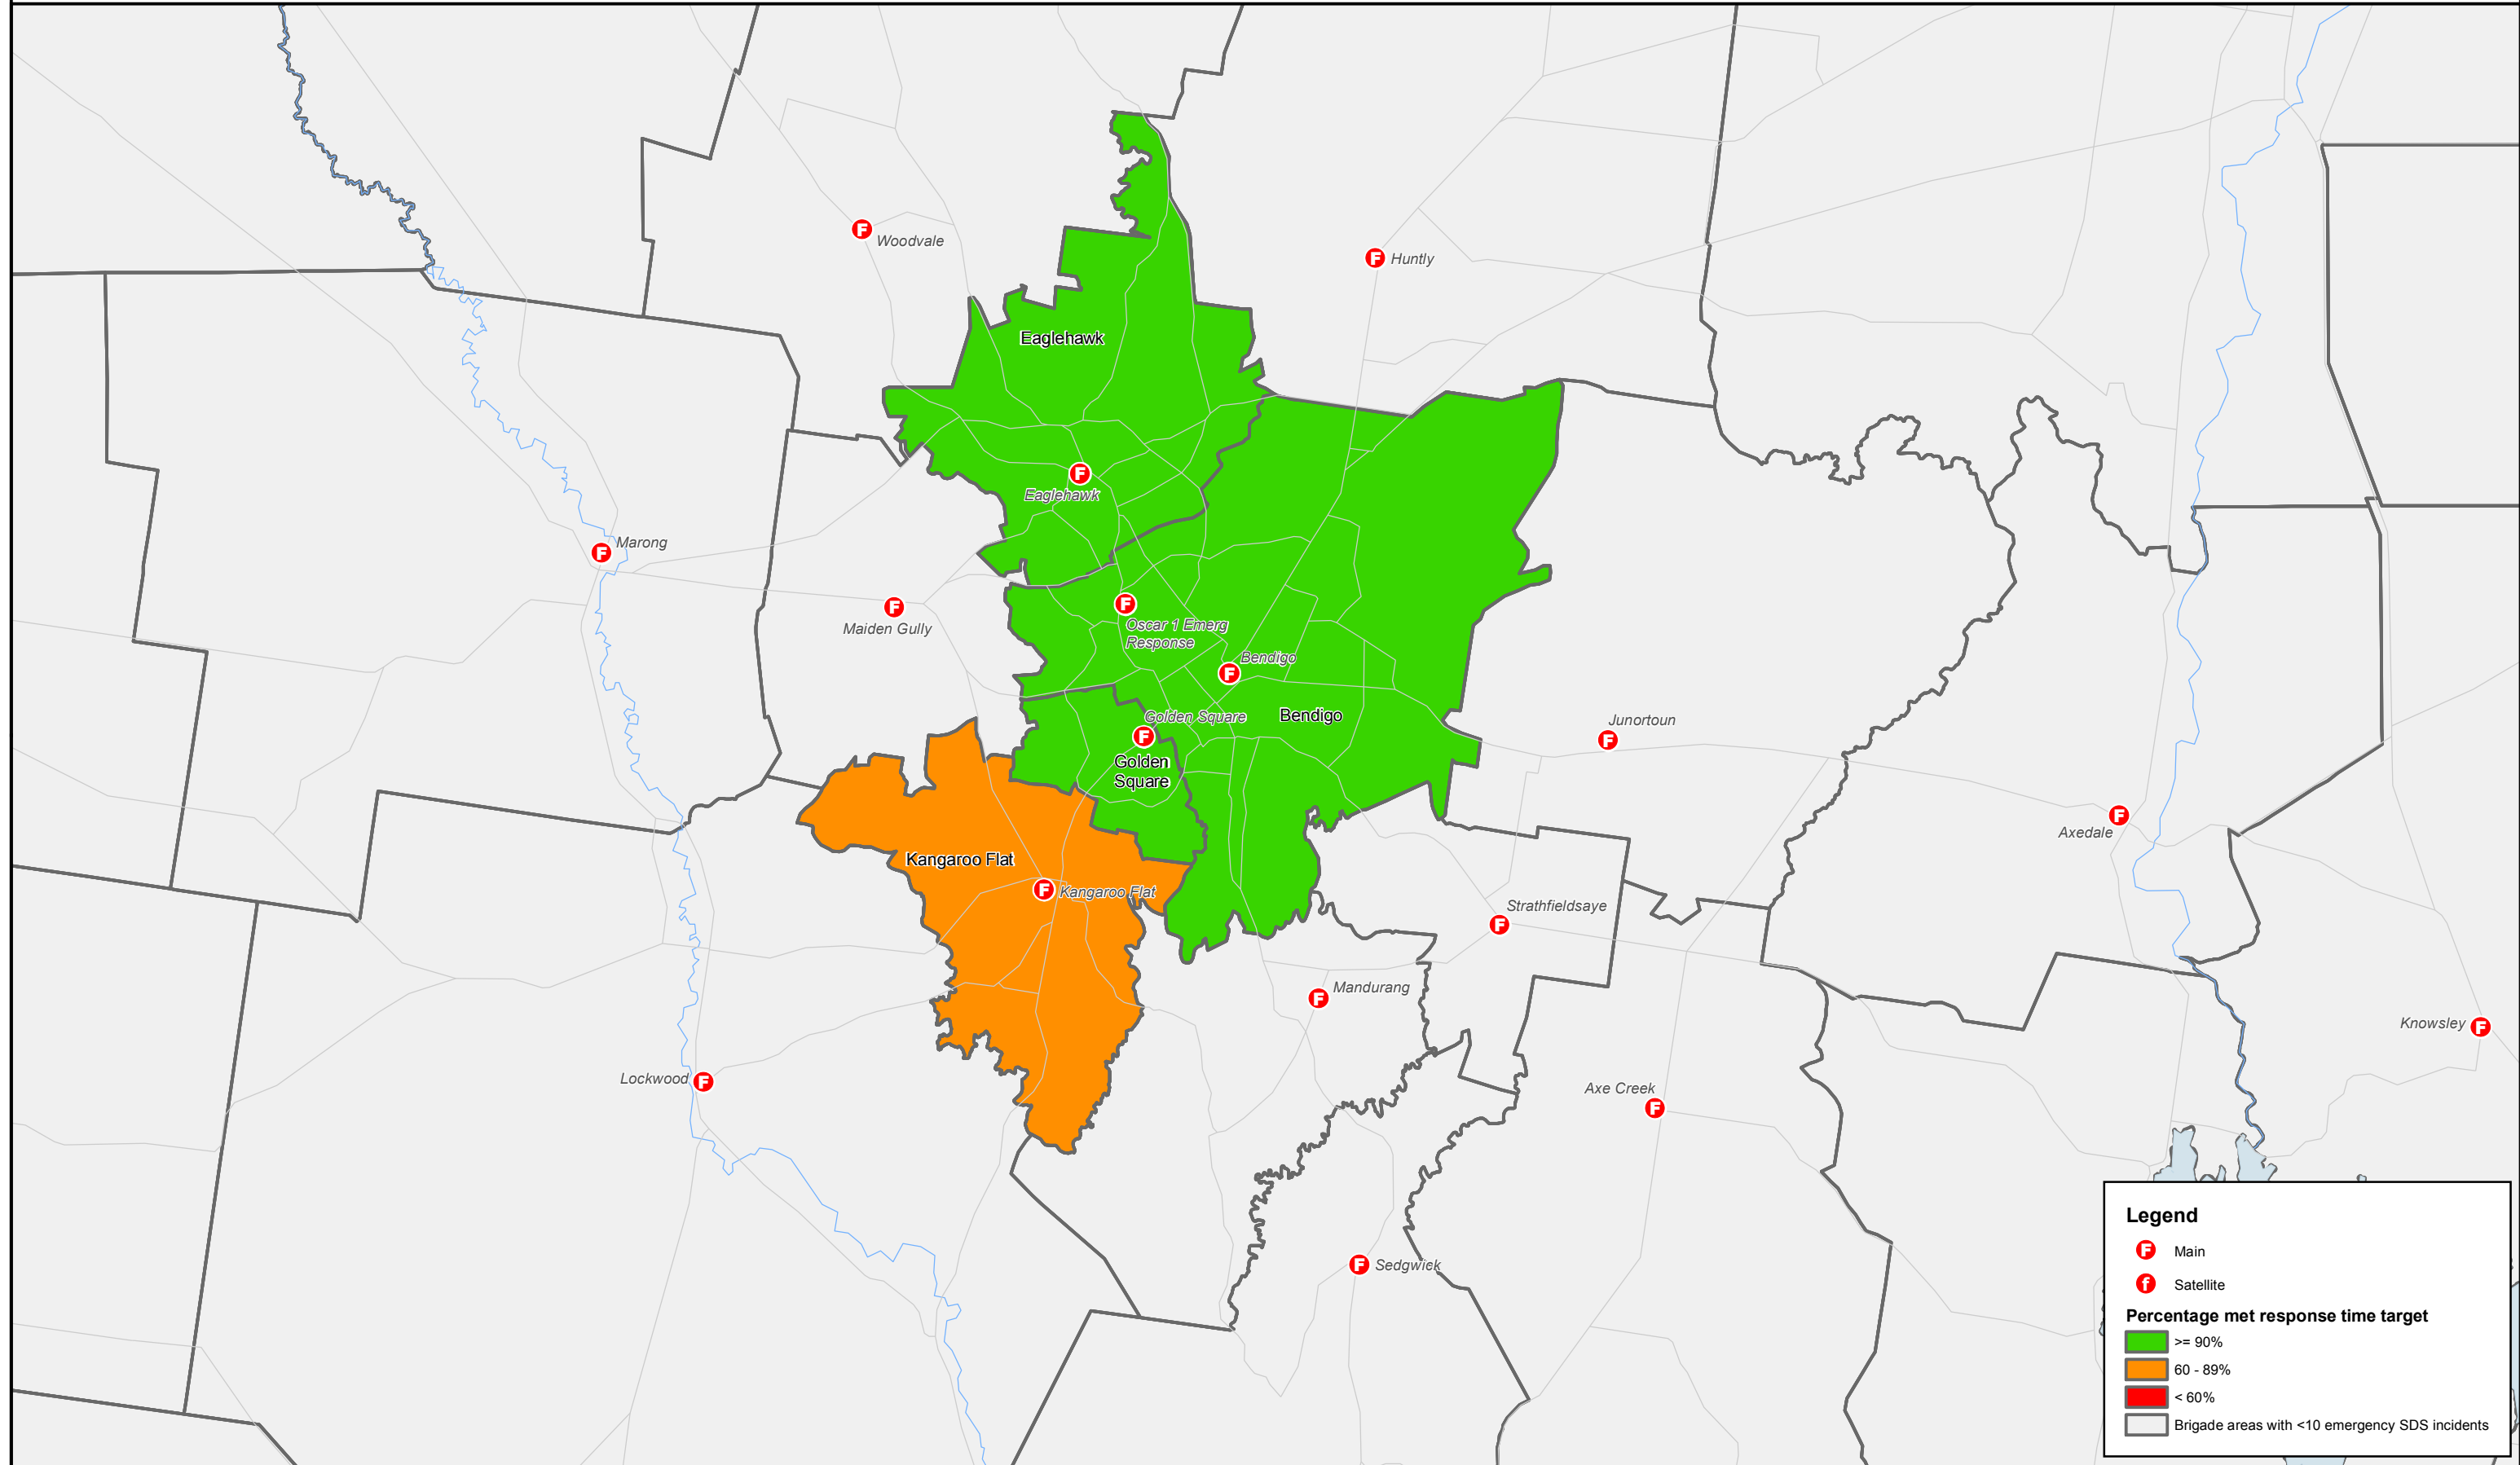 F
Woodvale
F
Huntly
Eaglehawk
F
Eaglehawk
F
Marong
F
Maiden Gully
F
Oscar 1 Emerg
Response
Bendigo
F
Golden Square
F
Bendigo
Golden
Square
Junortoun
F
F
Axedale
Kangaroo Flat
F
Kangaroo Flat
Strathfieldsaye
F
F
Mandurang
Knowsley
F
Lockwood
F
Axe Creek
F
F
Sedgwick
Legend
F
Main
f
Satellite
Percentage met response time target
>= 90%
60 - 89%
< 60%
Brigade areas with <10 emergency SDS incidents